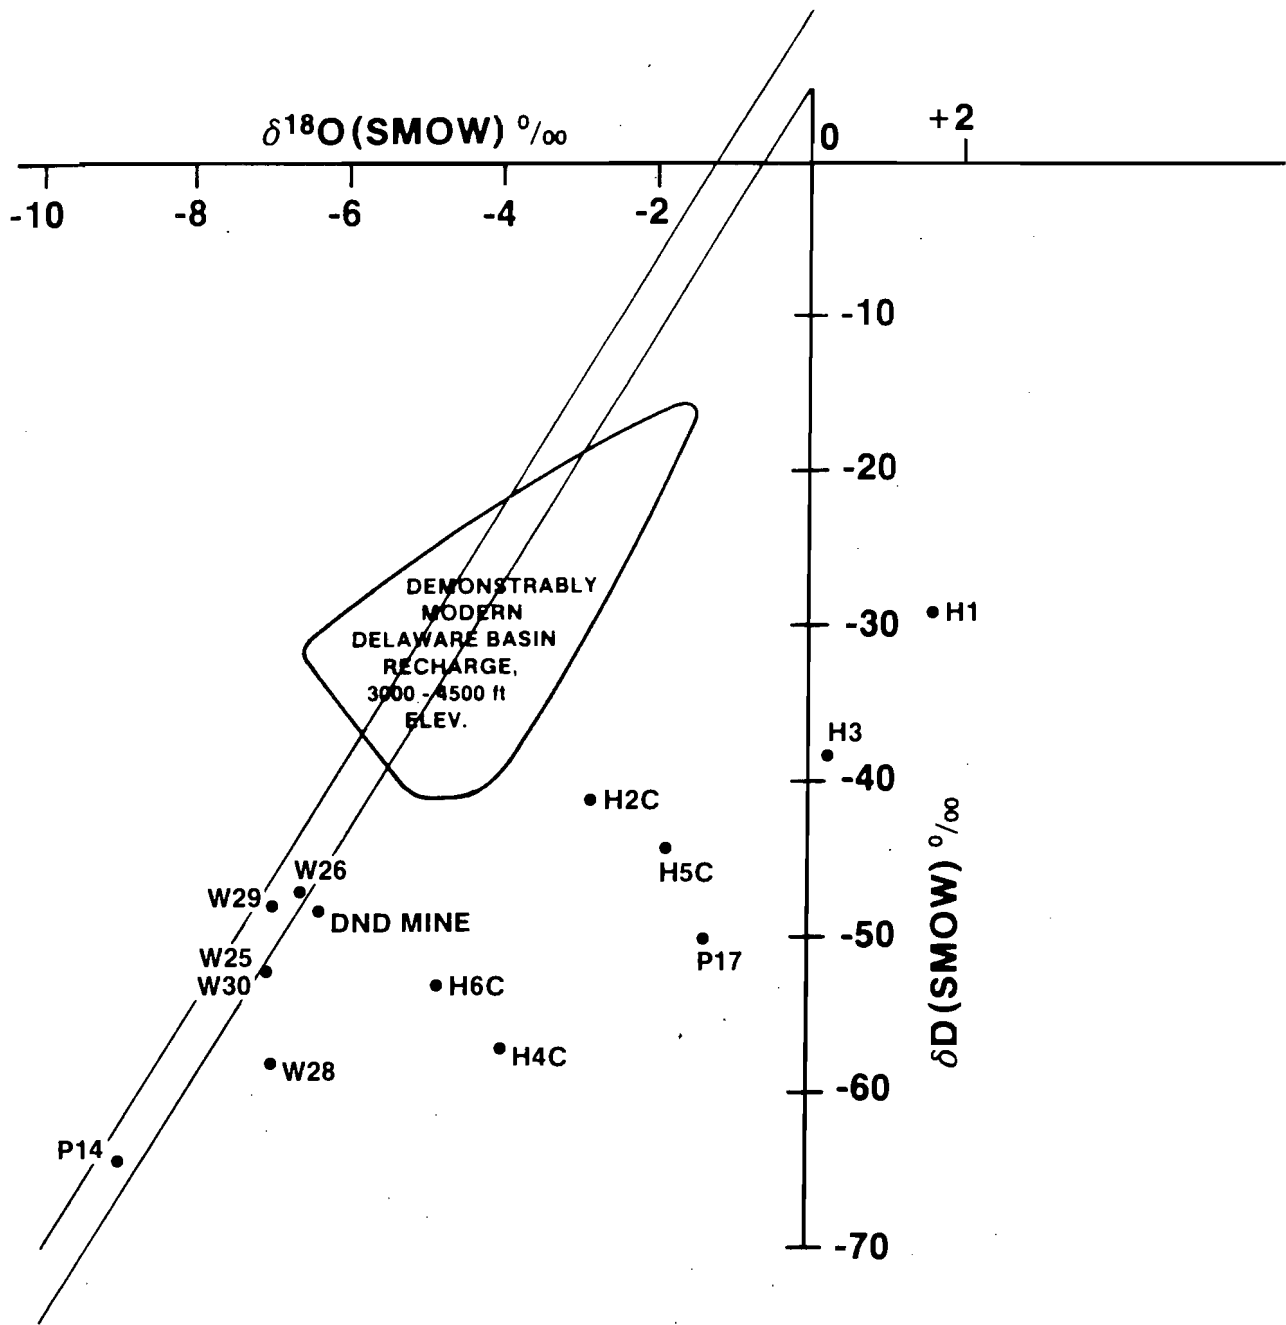 δ¹⁸O (SMOW) ⁰/∞
0
+2
-10
-8
-6
-4
-2
-10
-20
DEMONSTRABLY
MODERN
DELAWARE BASIN
RECHARGE,
3000 - 4500 ft
ELEV.
-30
H1
H3
-40
H2C
H5C
W26
W29
DND MINE
-50
P17
W25
W30
H6C
H4C
W28
-60
P14
-70
δD (SMOW) ⁰/∞